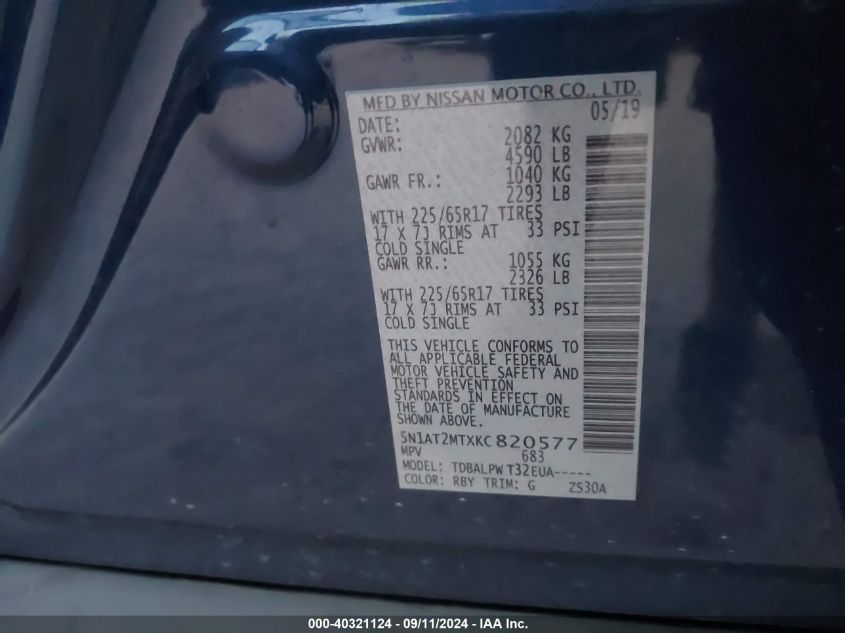 MFD BY NISSAN MOTOR CO., LTD.
DATE: 05/19
GVWR: 2082 KG
4590 LB
GAWR FR.: 1040 KG
2293 LB
WITH 225/65R17 TIRES
17 X 7J RIMS AT 33 PSI
COLD SINGLE
GAWR RR.: 1055 KG
2326 LB
WITH 225/65R17 TIRES
17 X 7J RIMS AT 33 PSI
COLD SINGLE
THIS VEHICLE CONFORMS TO
ALL APPLICABLE FEDERAL
MOTOR VEHICLE SAFETY AND
THEFT PREVENTION
STANDARDS IN EFFECT ON
THE DATE OF MANUFACTURE
SHOWN ABOVE.
5N1AT2MTXKC 820577
MPV 683
MODEL: TDBALPW T32EUA-----
COLOR: RBY TRIM: G ZS30A
000-40321124 - 09/11/2024 - IAA Inc.